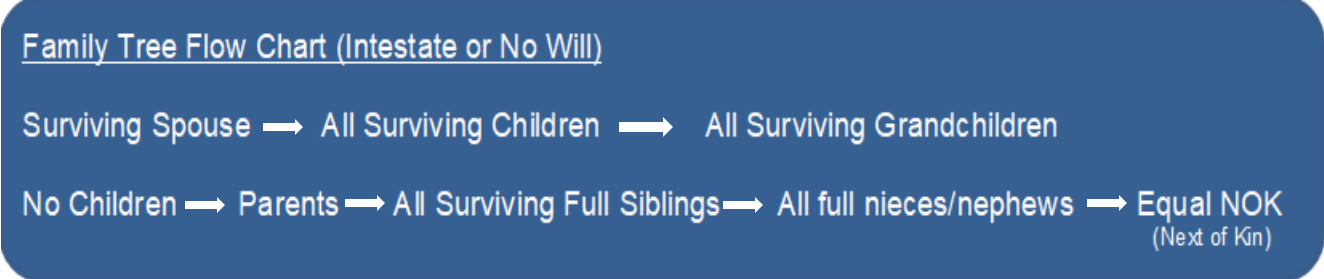 Family Tree Flow Chart (Intestate or No Will)
Surviving Spouse → All Surviving Children → All Surviving Grandchildren
No Children → Parents → All Surviving Full Siblings → All full nieces/nephews → Equal NOK
(Next of Kin)